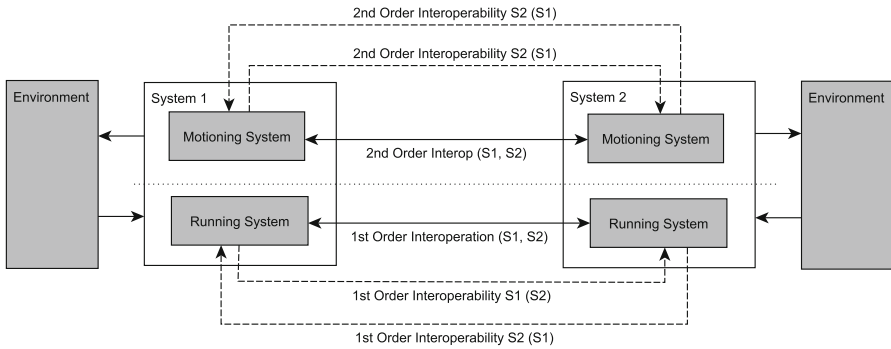 2nd Order Interoperability S2 (S1)
2nd Order Interoperability S2 (S1)
Environment
System 1
System 2
Environment
Motioning System
Motioning System
2nd Order Interop (S1, S2)
Running System
Running System
1st Order Interoperation (S1, S2)
1st Order Interoperability S1 (S2)
1st Order Interoperability S2 (S1)